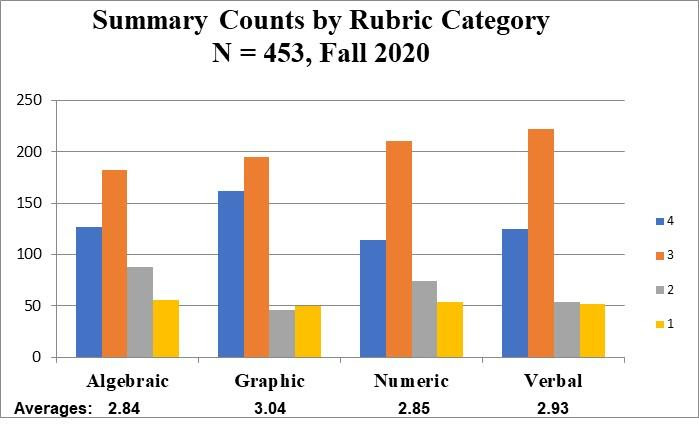 Summary Counts by Rubric Category
N = 453, Fall 2020
250
200
150
100
50
0
4
3
2
1
Algebraic Graphic Numeric Verbal
Averages: 2.84 3.04 2.85 2.93